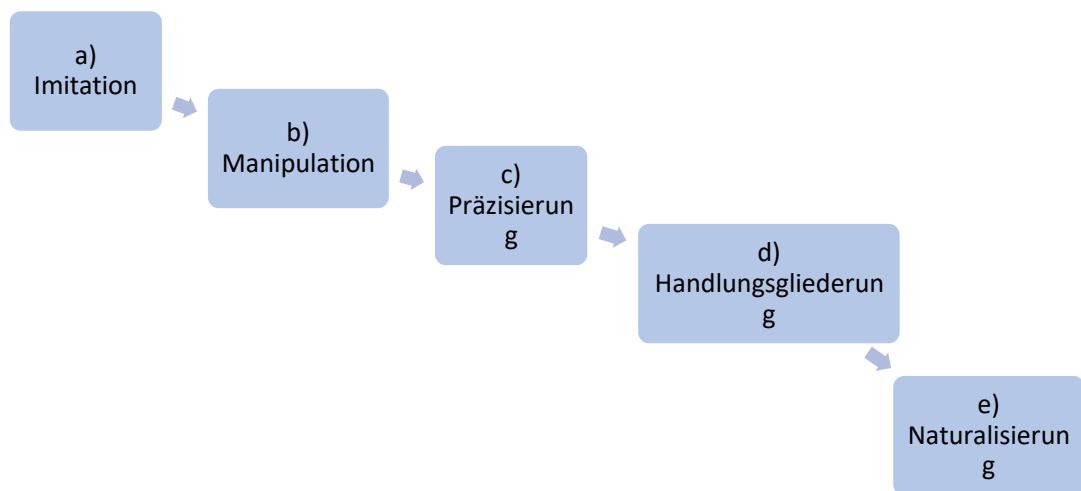 a)
Imitation
b)
Manipulation
c)
Präzisierun
g
d)
Handlungsgliederun
g
e)
Naturalisierun
g